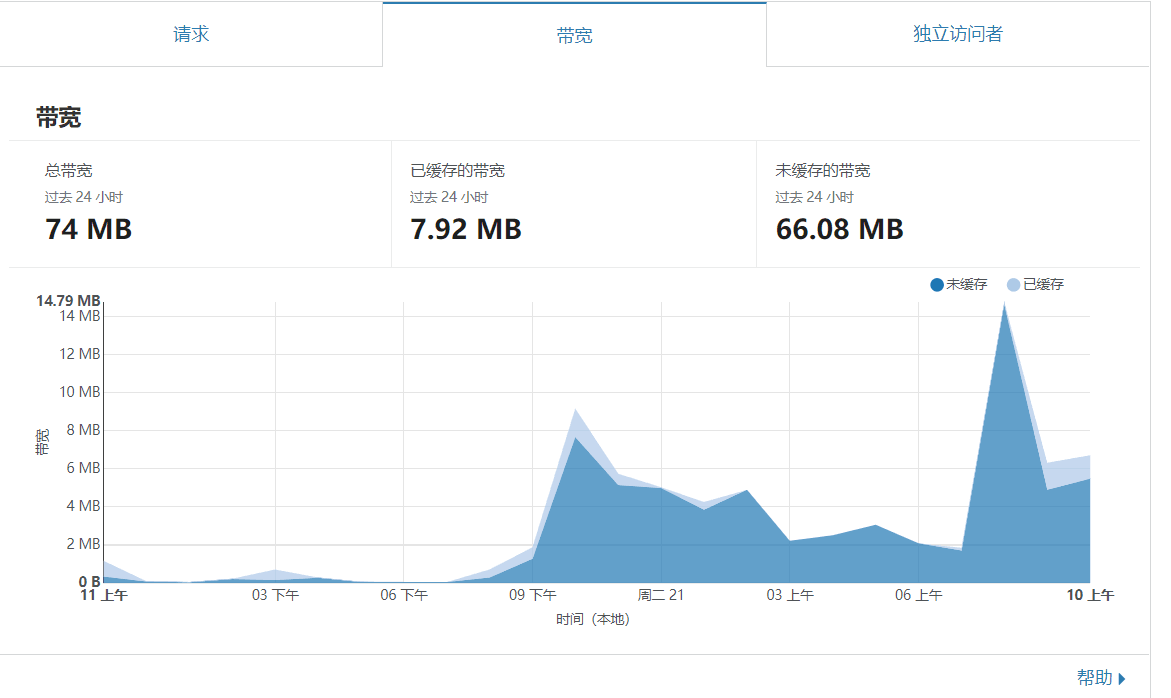 请求
带宽
独立访问者
带宽
总带宽
过去 24 小时
74 MB
已缓存的带宽
过去 24 小时
7.92 MB
未缓存的带宽
过去 24 小时
66.08 MB
未缓存
已缓存
14.79 MB
14 MB
12 MB
10 MB
8 MB
6 MB
4 MB
2 MB
0 B
带宽
11 上午
03 下午
06 下午
09 下午
周二 21
03 上午
06 上午
10 上午
时间（本地）
帮助